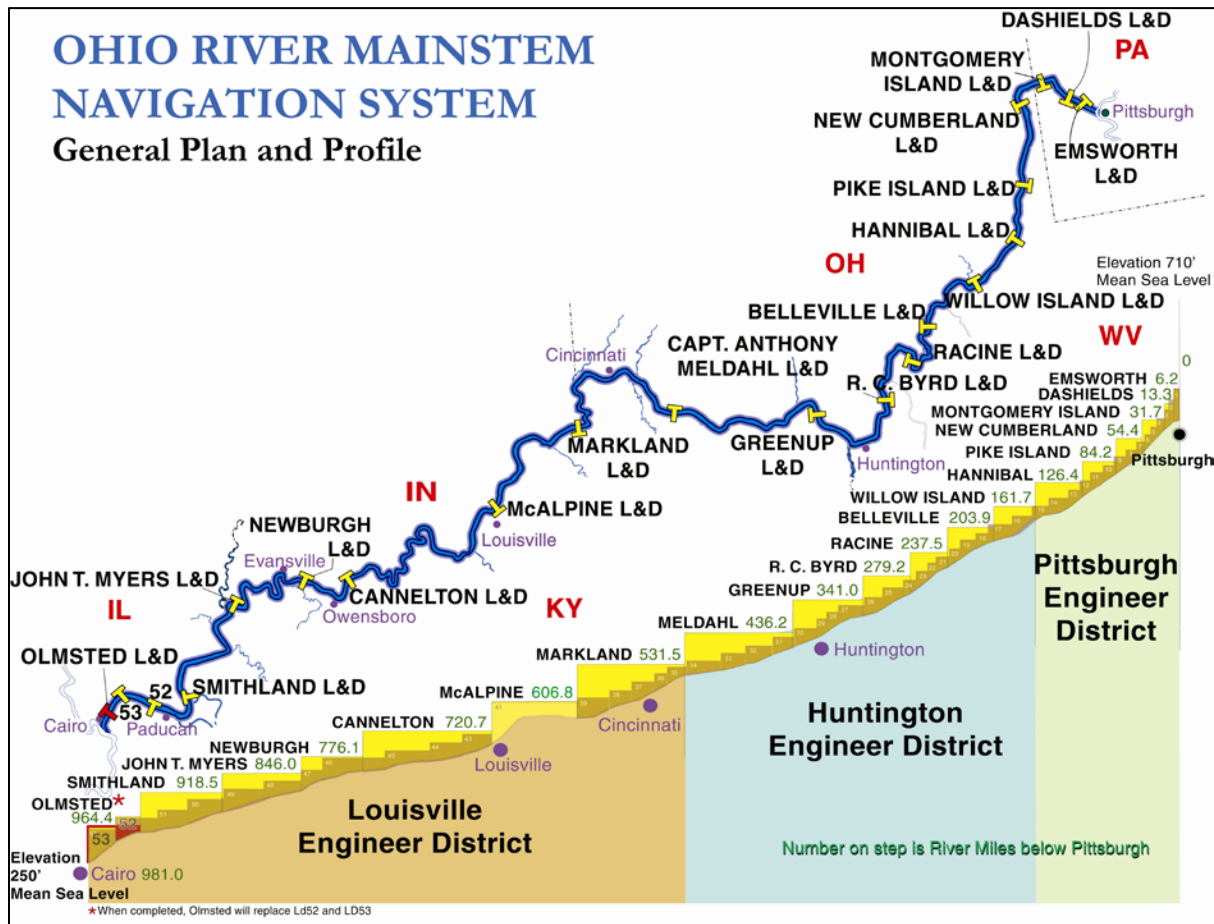 OHIO RIVER MAINSTEM
NAVIGATION SYSTEM
General Plan and Profile
DASHIELDS L&D
PA
MONTGOMERY
ISLAND L&D
Pittsburgh
NEW CUMBERLAND
L&D
EMSWORTH
L&D
PIKE ISLAND L&D
HANNIBAL L&D
OH
Elevation 710'
Mean Sea Level
WILLOW ISLAND L&D
BELLEVILLE L&D
WV
CAPT. ANTHONY
MELDAHL L&D
Cincinnati
RACINE L&D
R. C. BYRD L&D
MARKLAND
L&D
GREENUP
L&D
Huntington
IN
McALPINE L&D
Louisville
NEWBURGH
L&D
Evansville
JOHN T. MYERS L&D
CANNELTON L&D
Owensboro
IL
KY
OLMSTED L&D
SMITHLAND L&D
52
53
Cairo
Paducah
0
EMSWORTH 6.2
DASHIELDS 13.3
MONTGOMERY ISLAND 31.7
NEW CUMBERLAND 54.4
PIKE ISLAND 84.2
Pittsburgh
HANNIBAL 126.4
WILLOW ISLAND 161.7
BELLEVILLE 203.9
RACINE 237.5
R. C. BYRD 279.2
GREENUP 341.0
MELDAHL 436.2
Huntington
MARKLAND 531.5
McALPINE 606.8
Cincinnati
CANNELTON 720.7
NEWBURGH 776.1
Louisville
JOHN T. MYERS 846.0
SMITHLAND 918.5
OLMSTED*
964.4
53
52
Pittsburgh
Engineer
District
Huntington
Engineer District
Louisville
Engineer District
Number on step is River Miles below Pittsburgh
Elevation
250'
Mean Sea Level
Cairo 981.0
*When completed, Olmsted will replace Ld52 and LD53